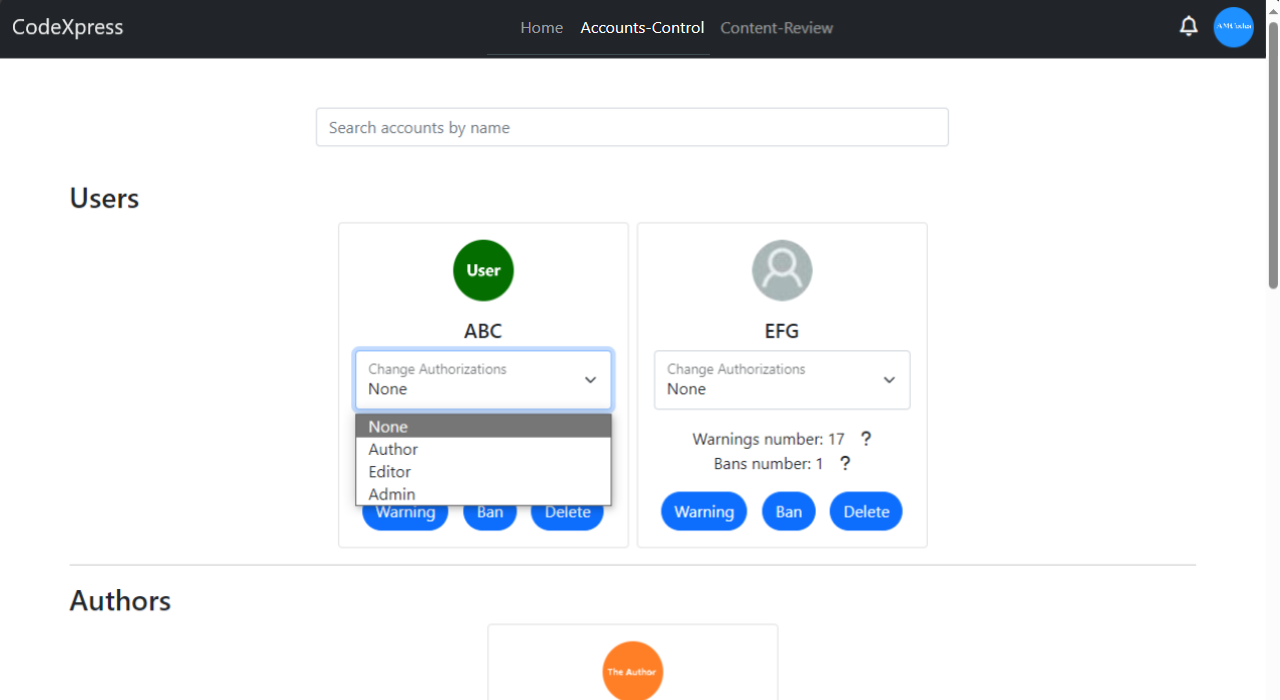 CodeXpress
Home Accounts-Control Content-Review
AMCodes
Search accounts by name
Users
User
ABC
Change Authorizations
None
None
Author
Editor
Admin
Warning Ban Delete
EFG
Change Authorizations
None
Warnings number: 17 ?
Bans number: 1 ?
Warning Ban Delete
Authors
The Author